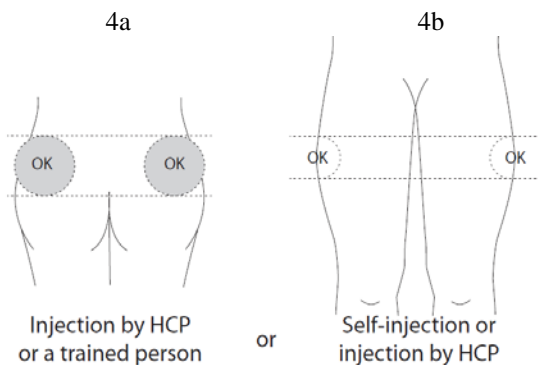 4a
4b
OK
OK
OK
OK
Injection by HCP
or a trained person
or
Self-injection or
injection by HCP